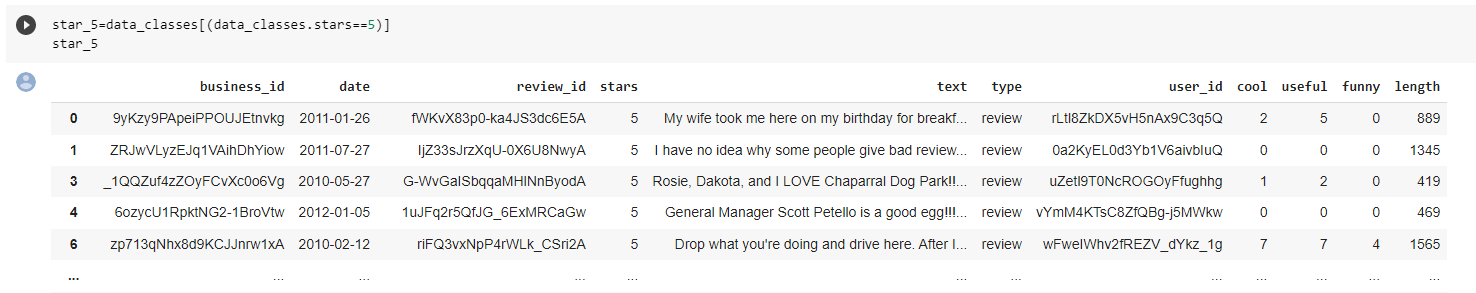 star_5=data_classes[(data_classes.stars==5)]
star_5
business_id date review_id stars text type user_id cool useful funny length
0 9yKzy9PApeiPPOUJEtnvkg 2011-01-26 fWKvX83p0-ka4JS3dc6E5A 5 My wife took me here on my birthday for breakf... review rLtl8ZkDX5vH5nAx9C3q5Q 2 5 0 889
1 ZRJwVLyzEJq1VAihDhYiow 2011-07-27 IjZ33sJrzXqU-0X6U8NwyA 5 I have no idea why some people give bad review... review 0a2KyEL0d3Yb1V6aivbIuQ 0 0 0 1345
3 _1QQZuf4zZOyFCvXc0o6Vg 2010-05-27 G-WvGaISbqqaMHlNnByodA 5 Rosie, Dakota, and I LOVE Chaparral Dog Park!!... review uZetl9T0NcROGOyFfughhg 1 2 0 419
4 6ozycU1RpktNG2-1BroVtw 2012-01-05 1uJFq2r5QfJG_6ExMRCaGw 5 General Manager Scott Petello is a good egg!!!... review vYmM4KTsC8ZfQBg-j5MWkw 0 0 0 469
6 zp713qNhx8d9KCJJnrw1xA 2010-02-12 riFQ3vxNpP4rWLk_CSri2A 5 Drop what you're doing and drive here. After I... review wFweIWhv2fREZV_dYkz_1g 7 7 4 1565
... ... ... ... ... ... ... ... ... ... ... ...